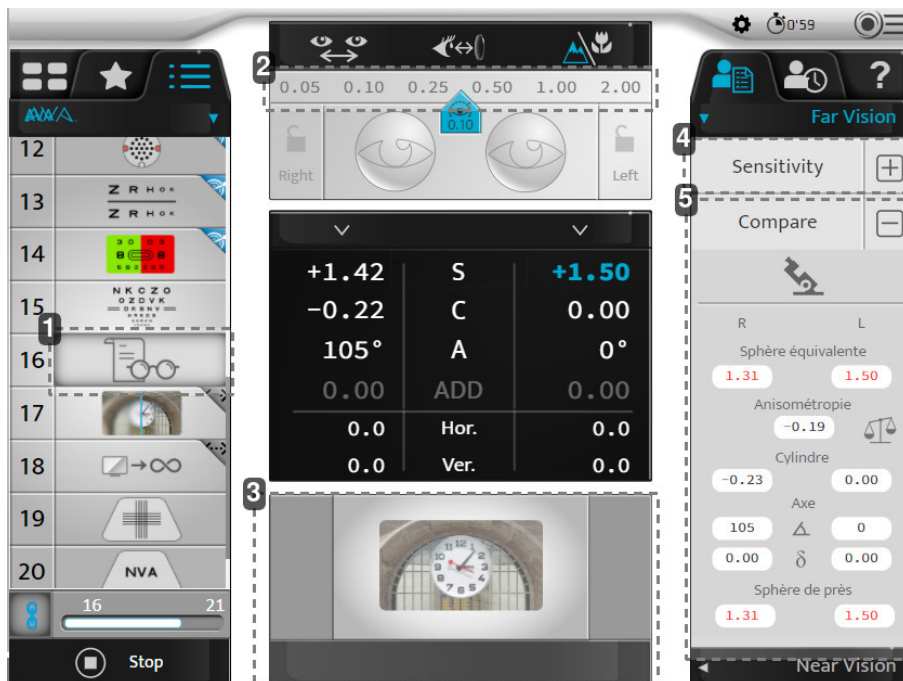 0'59
2
0.05 0.10 0.25 0.50 1.00 2.00
0.10
Right
Left
12
13
Z R H O K
Z R H O K
14
15
N K C Z O
O Z D V K
D K S N V
1
16
17
18
19
20
NVA
16 21
Stop
+1.42 S +1.50
−0.22 C 0.00
105° A 0°
0.00 ADD 0.00
0.0 Hor. 0.0
0.0 Ver. 0.0
3
?
Far Vision
4
Sensitivity
5
Compare
R L
Sphère équivalente
1.31 1.50
Anisométropie
−0.19
Cylindre
−0.23 0.00
Axe
105 0
0.00 δ 0.00
Sphère de près
1.31 1.50
Near Vision